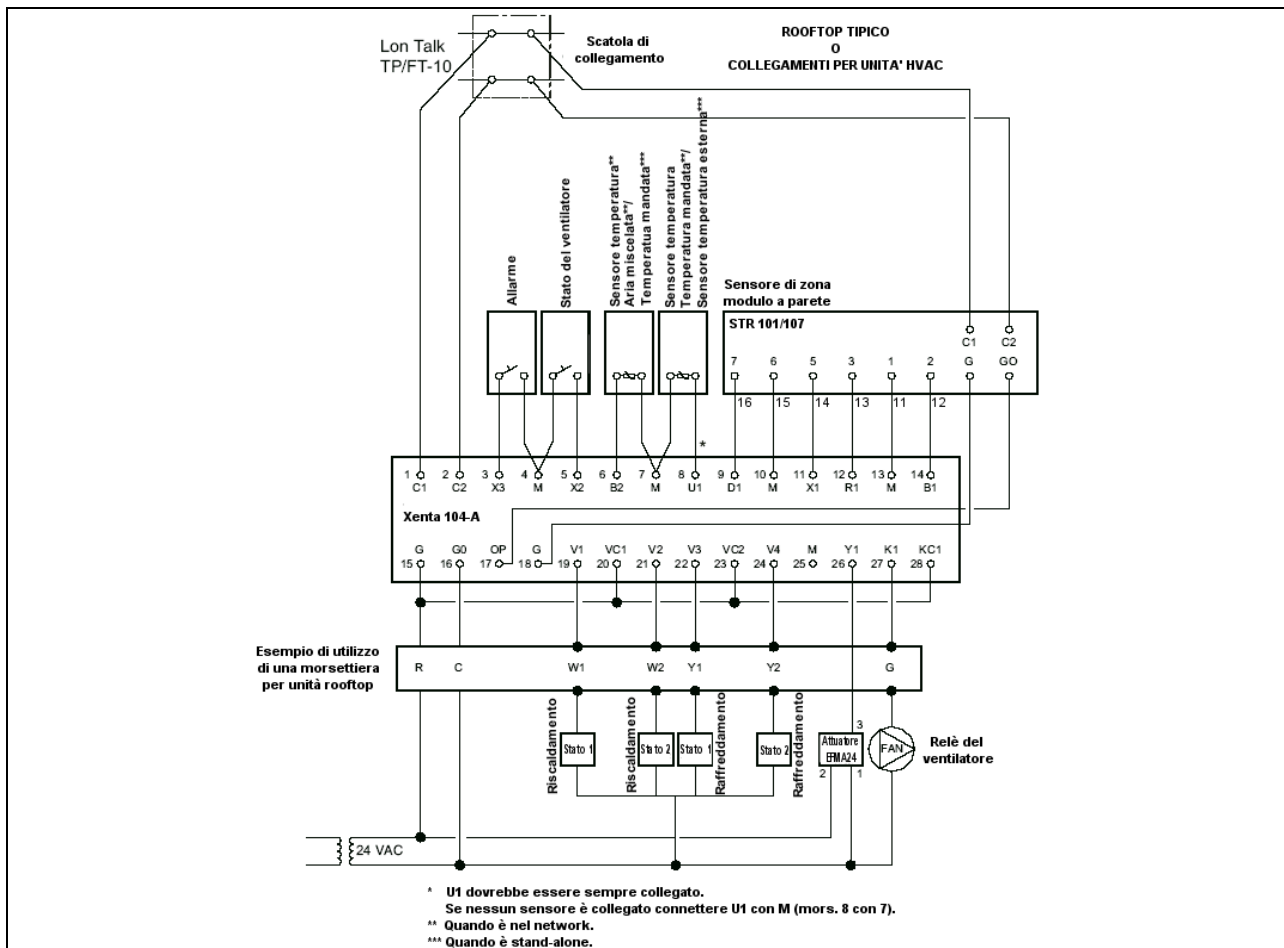 Lon Talk
TP/FT-10
Scatola di
collegamento
ROOFTOP TIPICO
O
COLLEGAMENTI PER UNITA' HVAC
Allarme
Stato del ventilatore
Sensore temperatura**
Aria miscelata**/
Temperatua mandata***
Sensore temperatura
Temperatura mandata**/
Sensore temperatura esterna***
Sensore di zona
modulo a parete
STR 101/107
C1 C2
7 6 5 3 1 2 G GO
16 15 14 13 11 12
*
1 2 3 4 5 6 7 8 9 10 11 12 13 14
C1 C2 X3 M X2 B2 M U1 D1 M X1 R1 M B1
Xenta 104-A
G G0 OP G V1 VC1 V2 V3 VC2 V4 M Y1 K1 KC1
15 16 17 18 19 20 21 22 23 24 25 26 27 28
Esempio di utilizzo
di una morsettiera
per unità rooftop
R C W1 W2 Y1 Y2 G
Riscaldamento
Stato 1
Riscaldamento
Stato 2
Stato 1
Raffreddamento
Stato 2
Raffreddamento
3
Attuatore
ERMA24
2 1
FAN
Relè del
ventilatore
24 VAC
* U1 dovrebbe essere sempre collegato.
Se nessun sensore è collegato connettere U1 con M (mors. 8 con 7).
** Quando è nel network.
*** Quando è stand-alone.